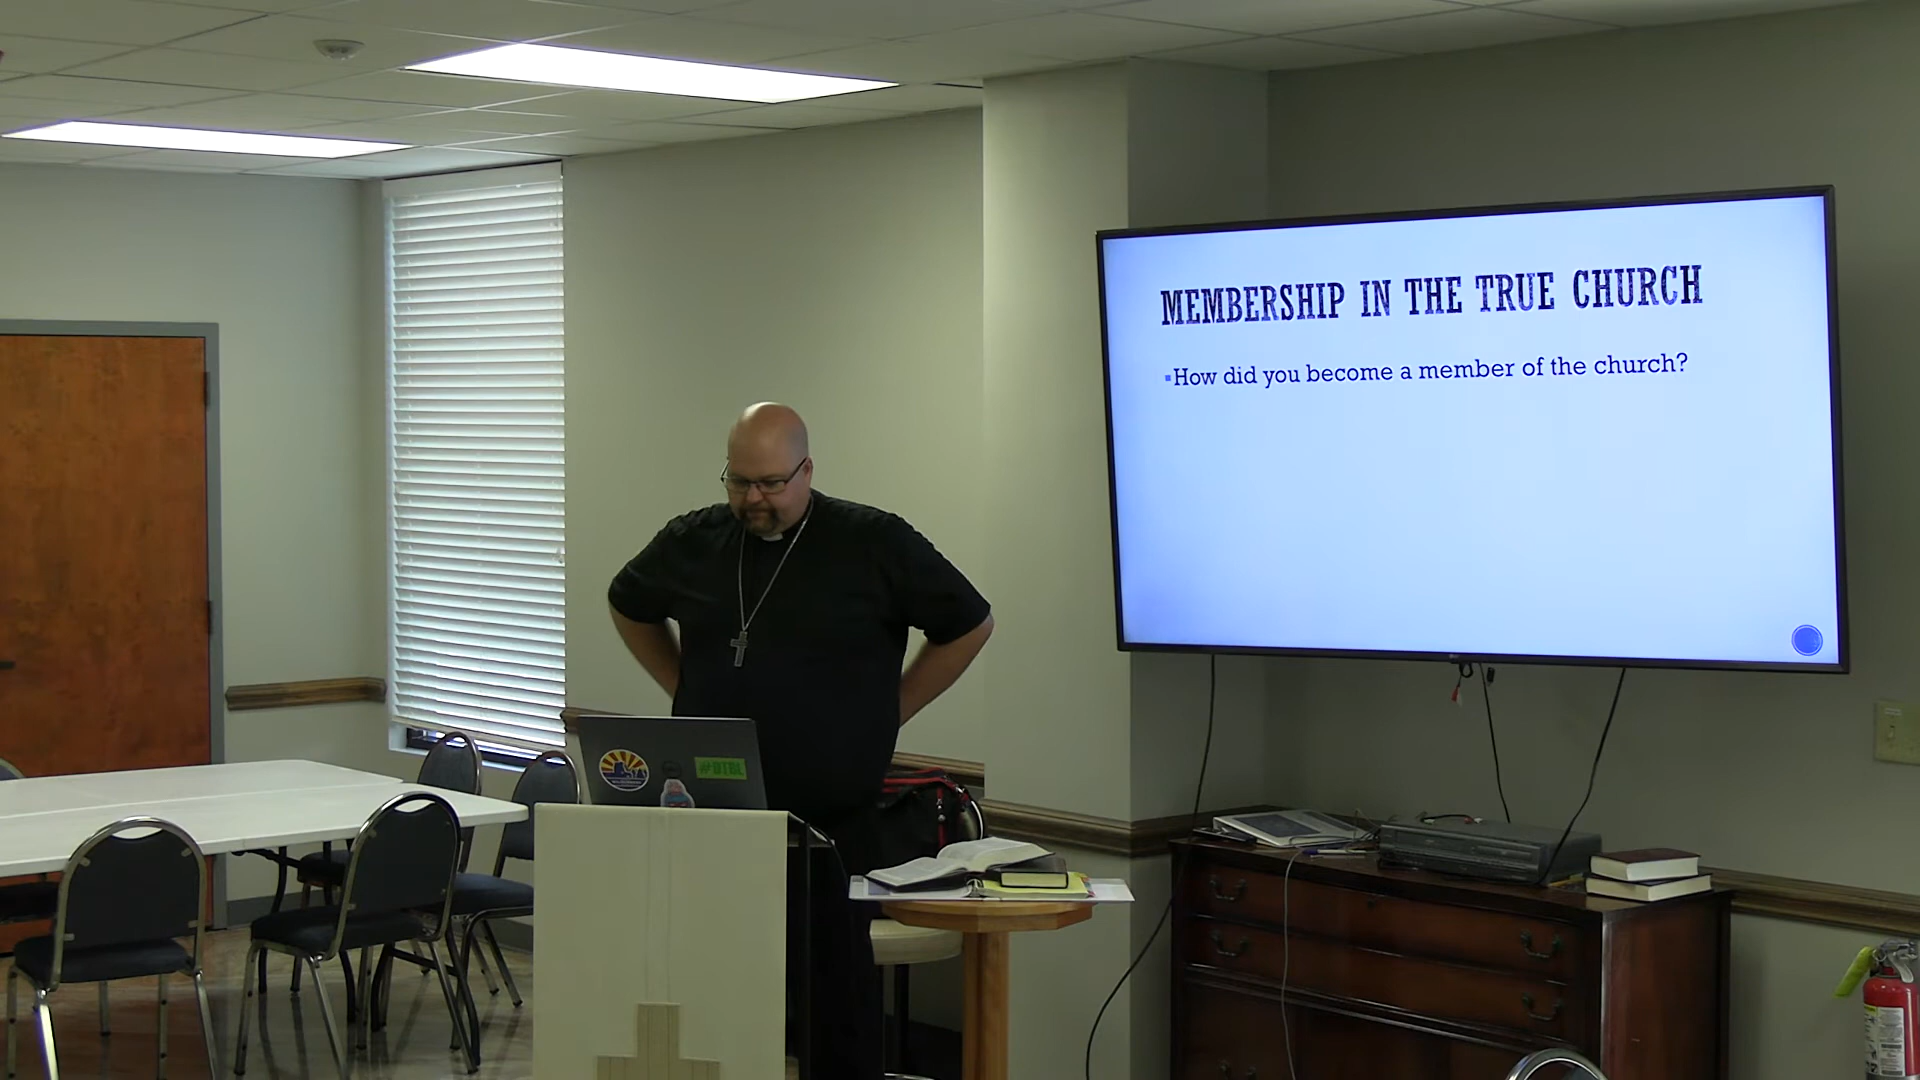 MEMBERSHIP IN THE TRUE CHURCH
How did you become a member of the church?
#DTBL